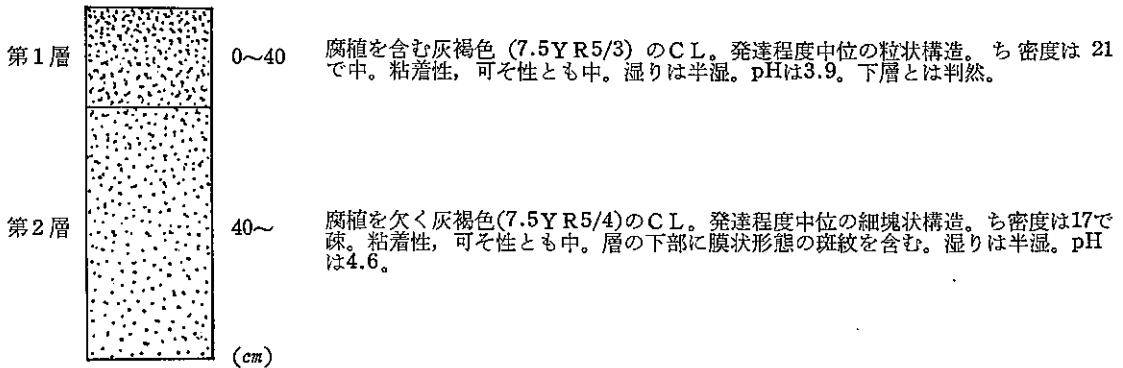 第1層 0~40 腐植を含む灰褐色 (7.5YR5/3) のCL。発達程度中位の粒状構造。ち密度は 21
で中。粘着性,可そ性とも中。湿りは半湿。pHは3.9。下層とは判然。
第2層 40~ 腐植を欠く灰褐色(7.5YR5/4)のCL。発達程度中位の細塊状構造。ち密度は17で
疎。粘着性,可そ性とも中。層の下部に膜状形態の斑紋を含む。湿りは半湿。pH
は4.6。
(cm)